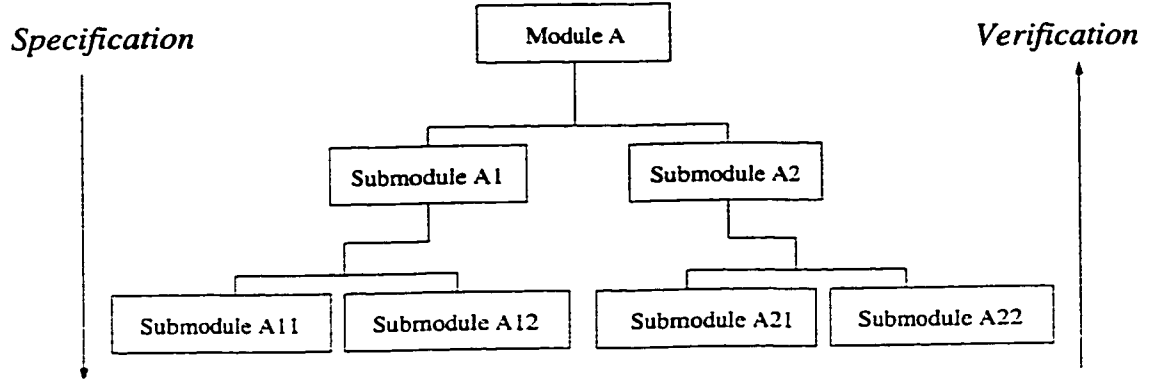 Specification
Module A
Verification
Submodule A1
Submodule A2
Submodule A11
Submodule A12
Submodule A21
Submodule A22